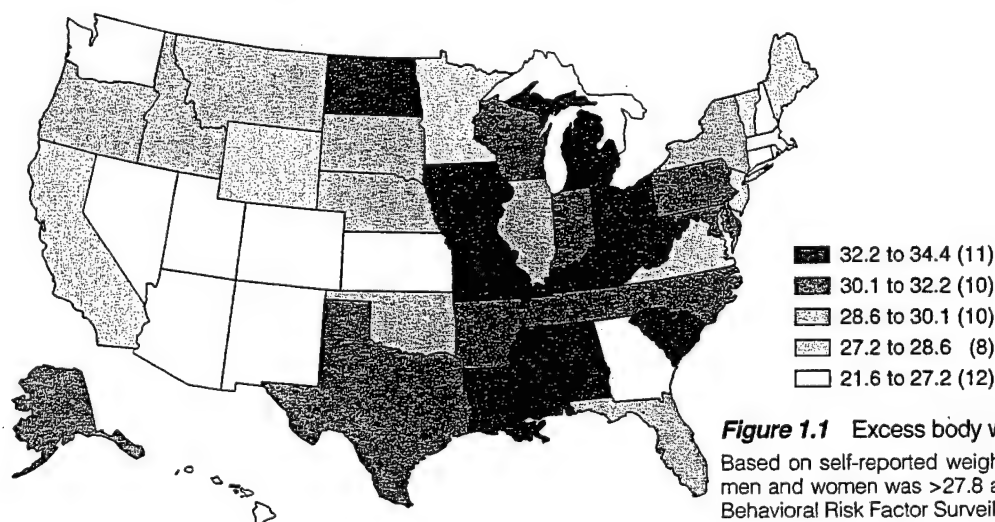 32.2 to 34.4 (11)
30.1 to 32.2 (10)
28.6 to 30.1 (10)
27.2 to 28.6 (8)
21.6 to 27.2 (12)
Figure 1.1 Excess body
Based on self-reported
men and women was >27.8
Behavioral Risk Factor